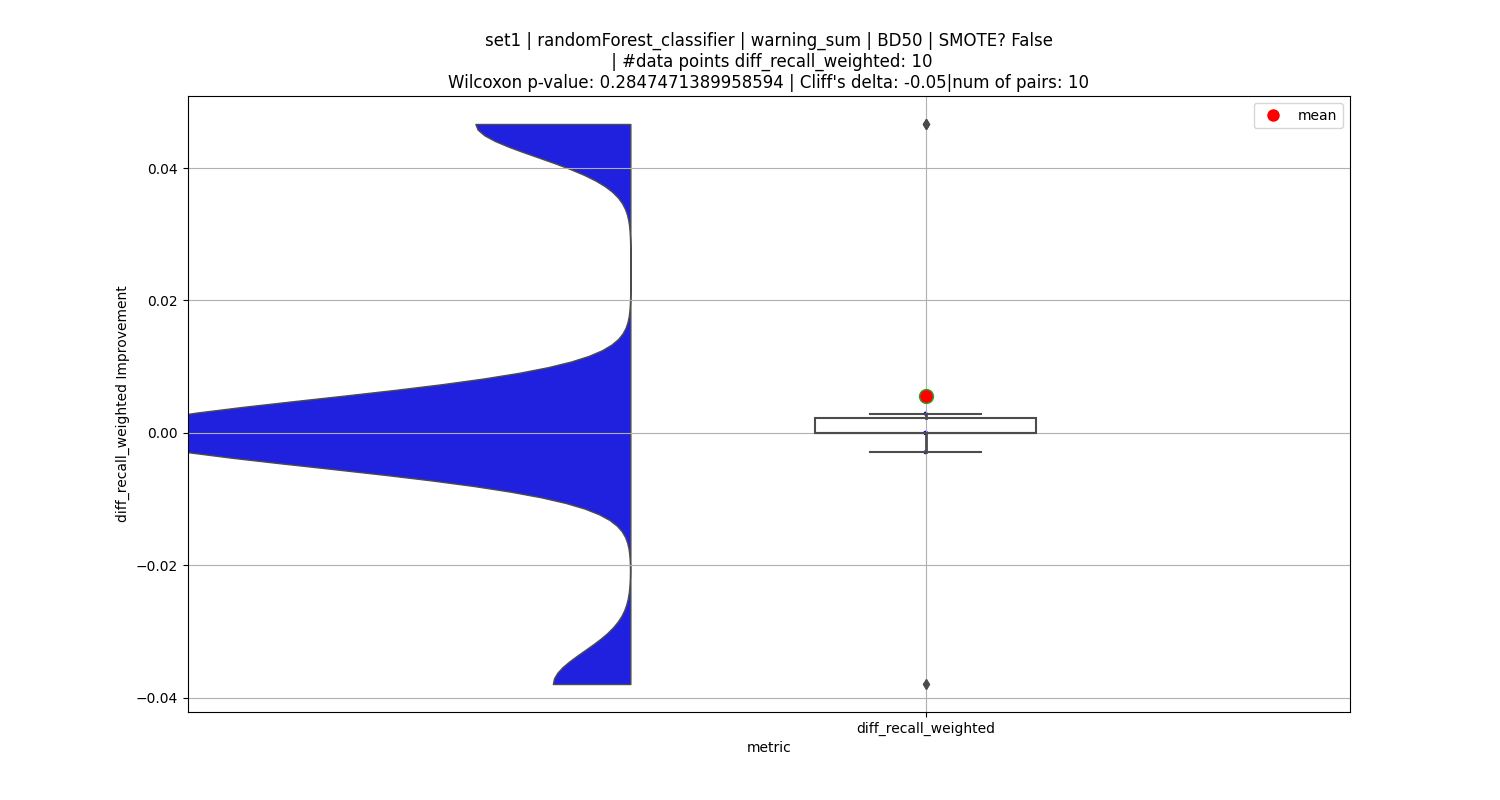 set1 | randomForest_classifier | warning_sum | BD50 | SMOTE? False
| #data points diff_recall_weighted: 10
Wilcoxon p-value: 0.2847471389958594 | Cliff's delta: -0.05|num of pairs: 10
mean
0.04
0.02
0.00
−0.02
−0.04
diff_recall_weighted Improvement
diff_recall_weighted
metric